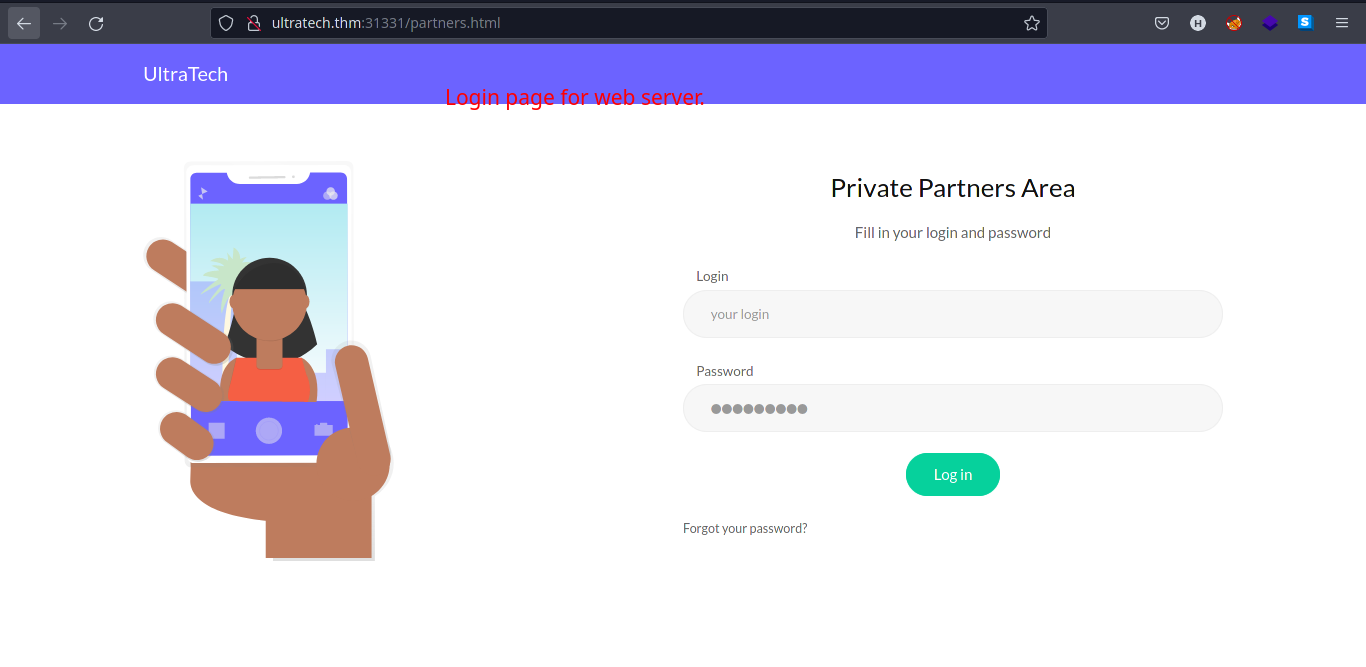 ultratech.thm:31331/partners.html
H
S
UltraTech
Login page for web server.
Private Partners Area
Fill in your login and password
Login
your login
Password
●●●●●●●●●
Log in
Forgot your password?